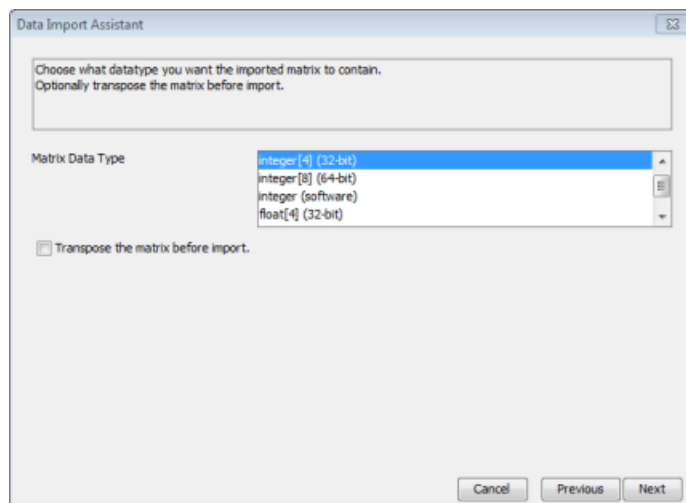 Data Import Assistant
Choose what datatype you want the imported matrix to contain.
Optionally transpose the matrix before import.
Matrix Data Type
integer[4] (32-bit)
integer[8] (64-bit)
integer (software)
float[4] (32-bit)
Transpose the matrix before import.
Cancel
Previous
Next